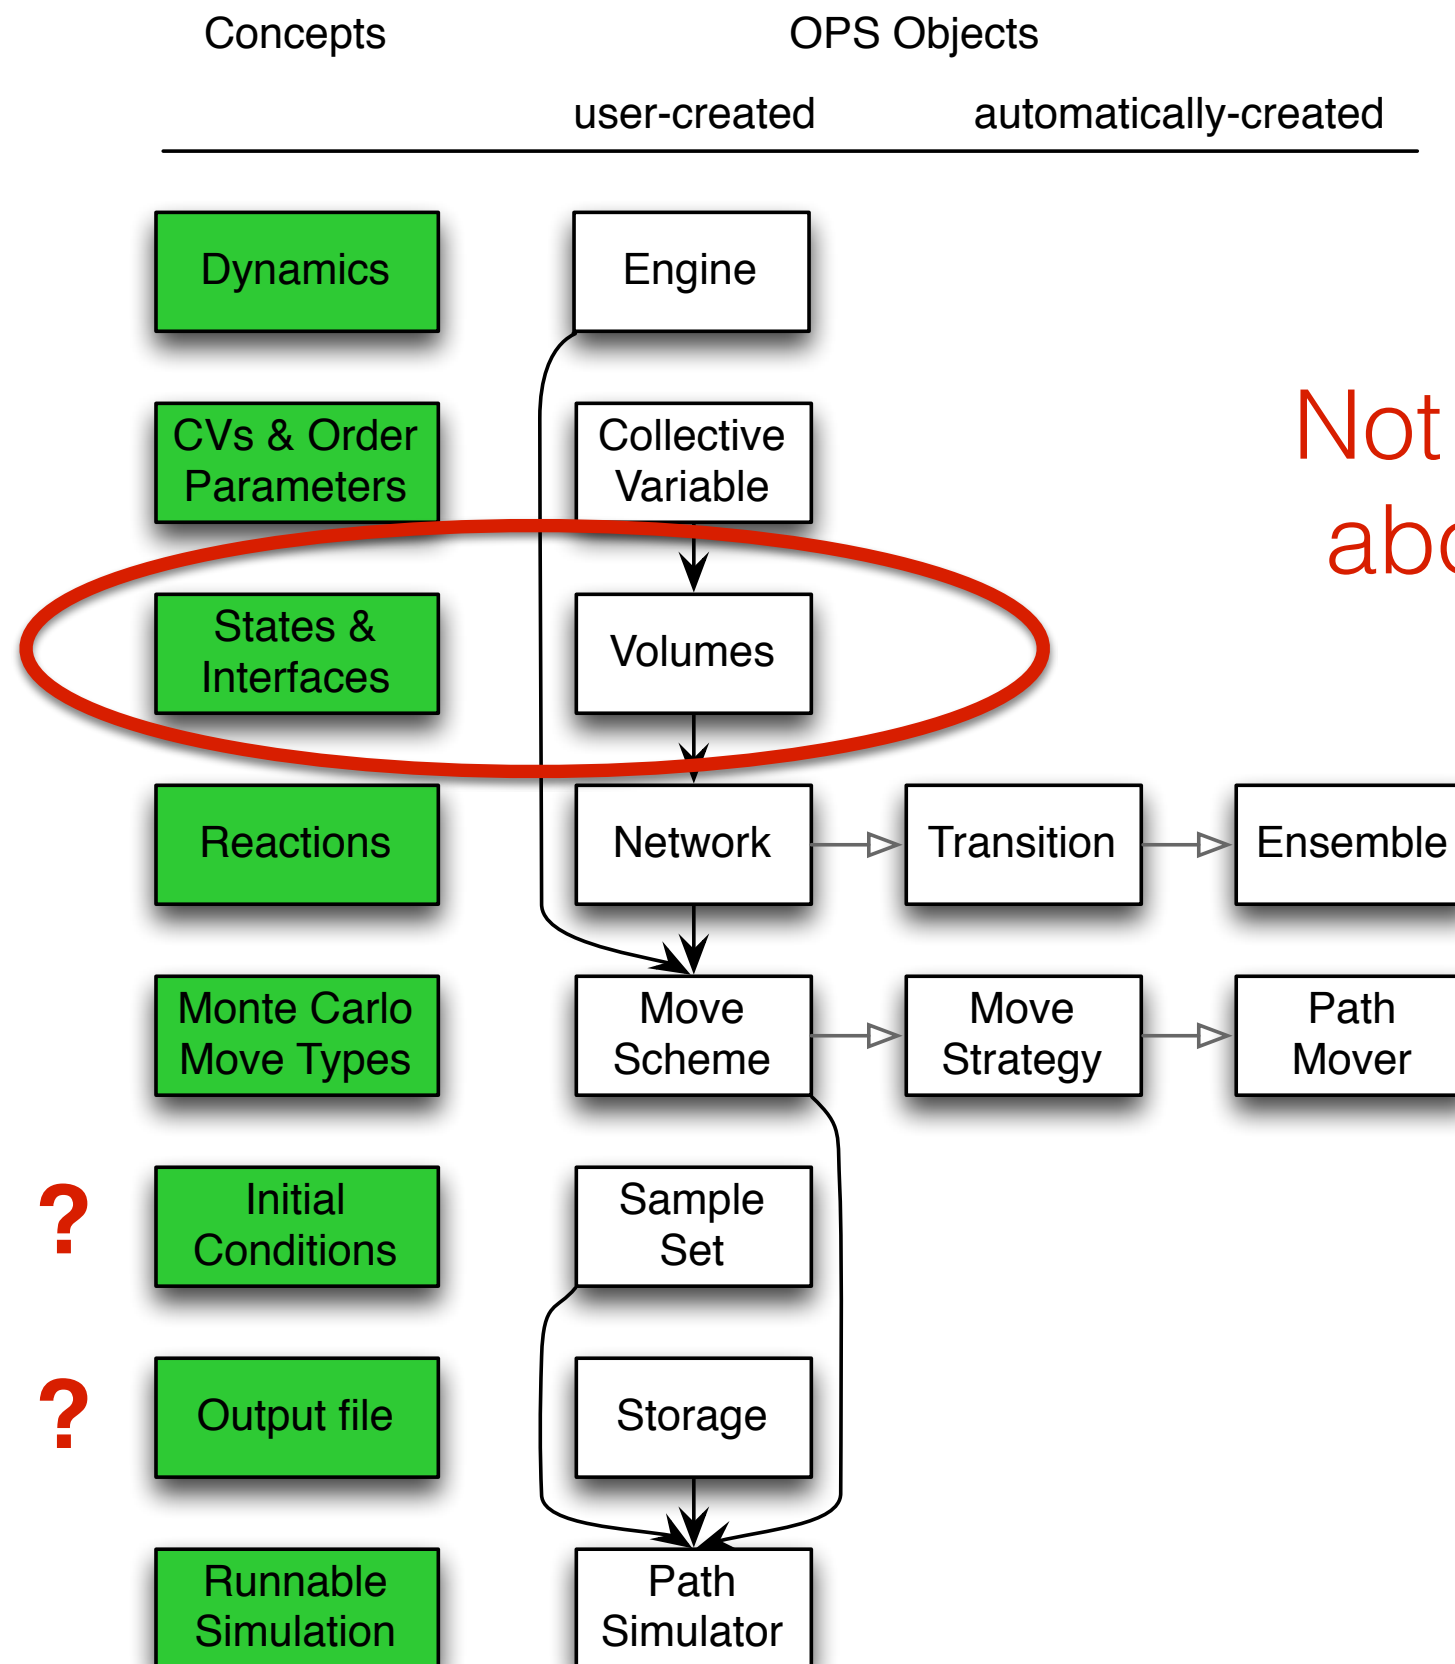 Concepts
OPS Objects
user-created
automatically-created
Dynamics
Engine
CVs & Order
Parameters
Collective
Variable
Not
States &
Interfaces
Volumes
Reactions
Network
Transition
Ensemble
Monte Carlo
Move Types
Move
Scheme
Move
Strategy
Path
Mover
?
Initial
Conditions
Sample
Set
?
Output file
Storage
Runnable
Simulation
Path
Simulator